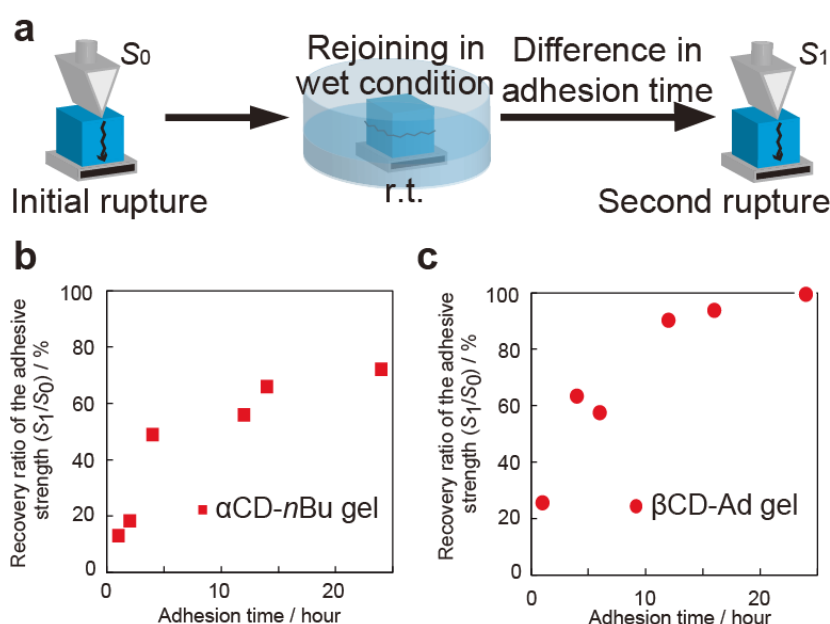 a
S0
Rejoining in
wet condition
Difference in
adhesion time
S1
Initial rupture
r.t.
Second rupture
b
Recovery ratio of the adhesive
strength (S1/S0) / %
100
80
60
40
20
0
0
10
20
αCD-nBu gel
Adhesion time / hour
c
Recovery ratio of the adhesive
strength (S1/S0) / %
100
80
60
40
20
0
0
10
20
βCD-Ad gel
Adhesion time / hour